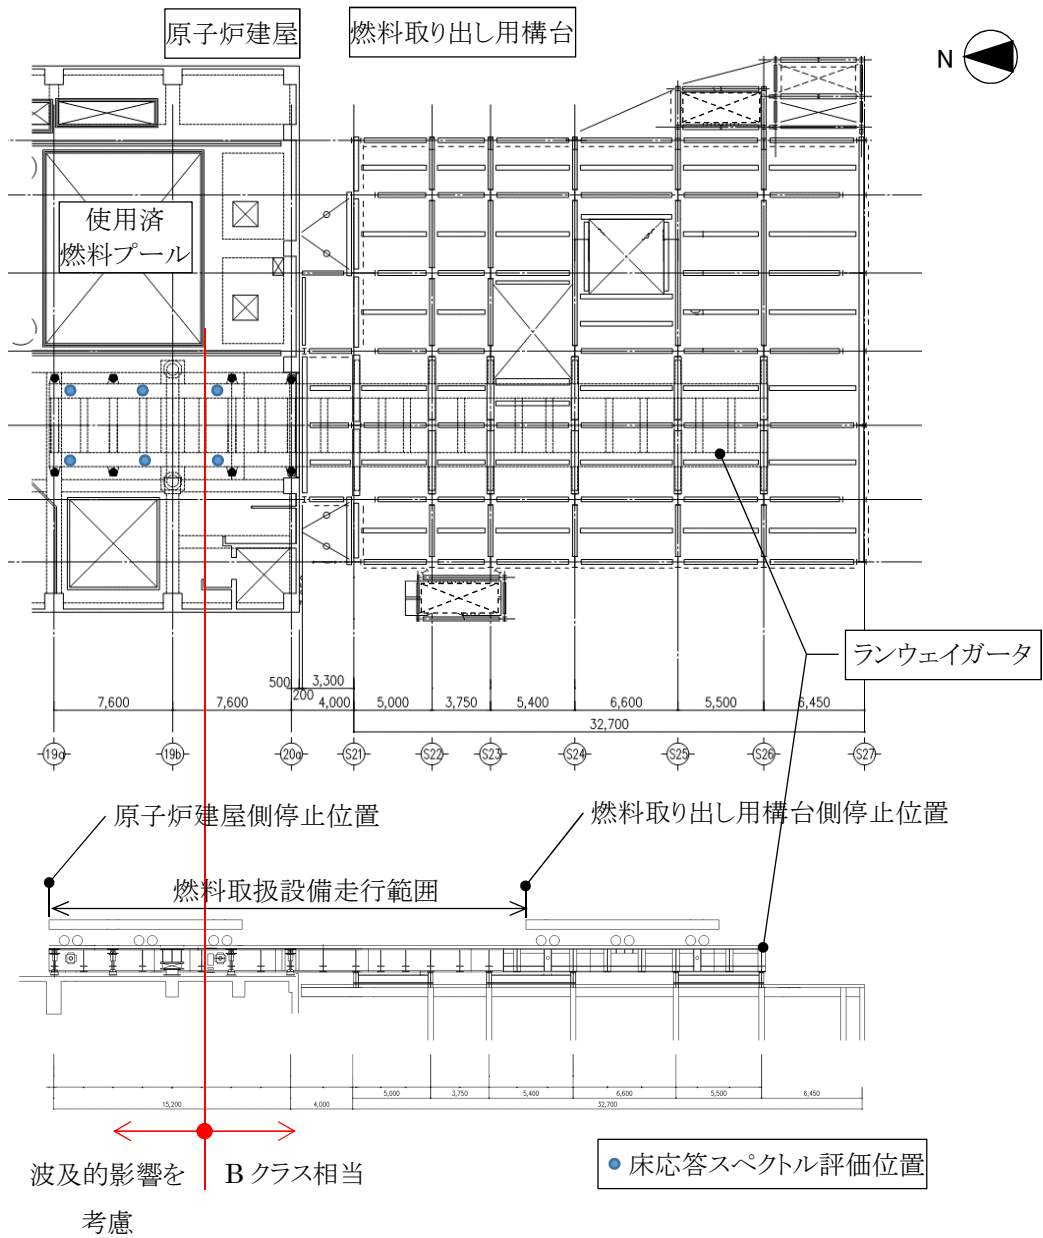 原子炉建屋
燃料取り出し用構台
N
使用済
燃料プール
ランウェイガータ
500
3,300
200
7,600
7,600
4,000
5,000
3,750
5,400
6,600
5,500
6,450
32,700
19a
19b
20a
S21
S22
S23
S24
S25
S26
S27
原子炉建屋側停止位置
燃料取り出し用構台側停止位置
燃料取扱設備走行範囲
5,000
3,750
5,400
6,600
5,500
6,450
15,200
4,000
32,700
波及的影響を
考慮
B クラス相当
床応答スペクトル評価位置